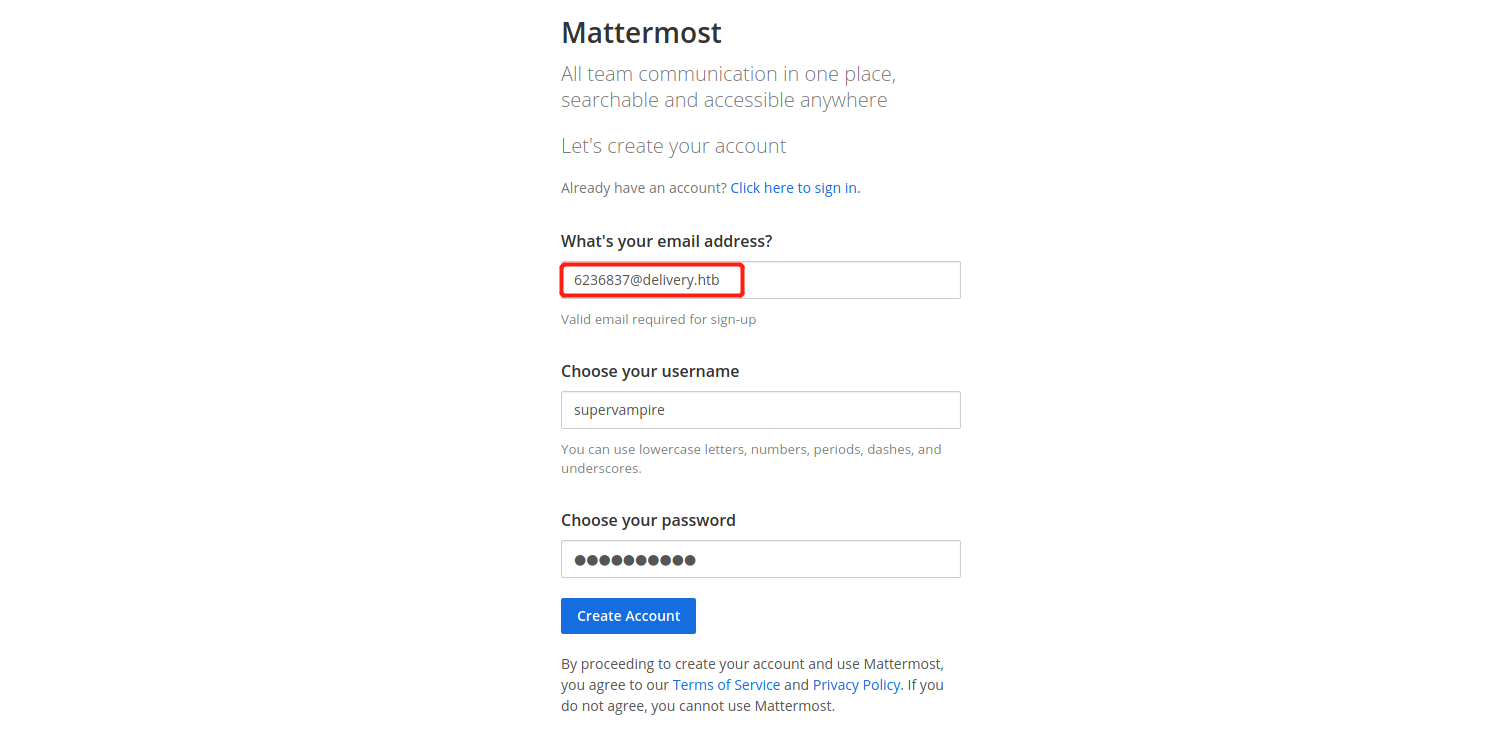 Mattermost
All team communication in one place,
searchable and accessible anywhere
Let's create your account
Already have an account? Click here to sign in.
What's your email address?
6236837@delivery.htb
Valid email required for sign-up
Choose your username
supervampire
You can use lowercase letters, numbers, periods, dashes, and
underscores.
Choose your password
●●●●●●●●●●
Create Account
By proceeding to create your account and use Mattermost,
you agree to our Terms of Service and Privacy Policy. If you
do not agree, you cannot use Mattermost.